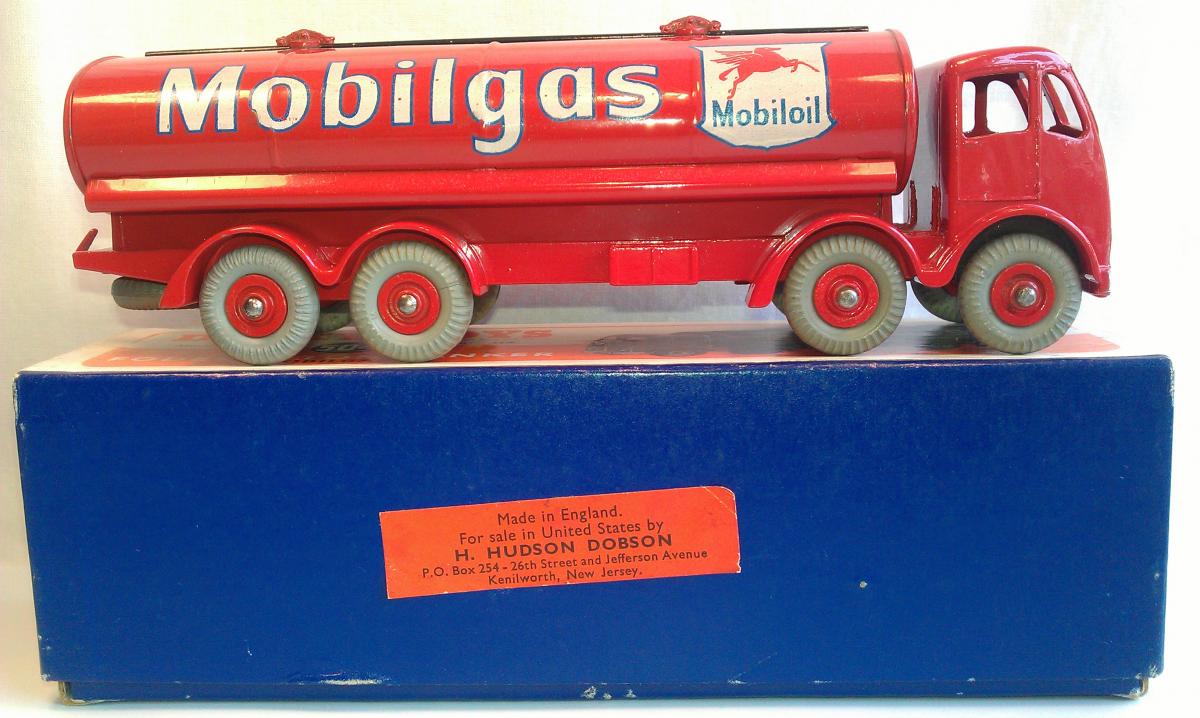 Mobilgas
Mobiloil
Made in England.
For sale in United States by
H. HUDSON DOBSON
P.O. Box 254 - 26th Street and Jefferson Avenue
Kenilworth, New Jersey.